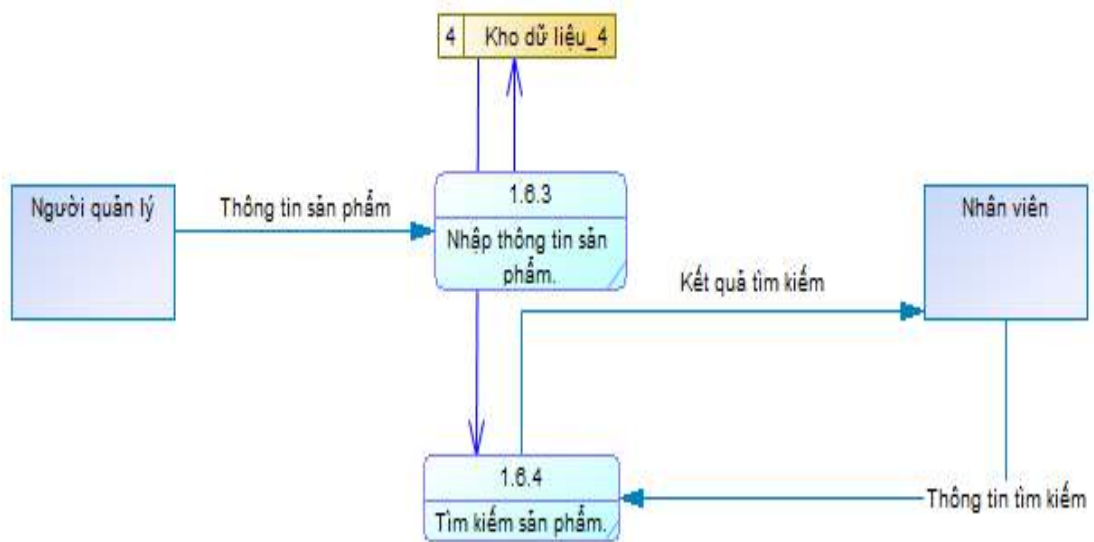 4 Kho dữ liệu_4
Người quản lý
Thông tin sản phẩm
1.6.3
Nhập thông tin sản
phẩm.
Nhân viên
Kết quả tìm kiếm
1.6.4
Tìm kiếm sản phẩm.
Thông tin tìm kiếm